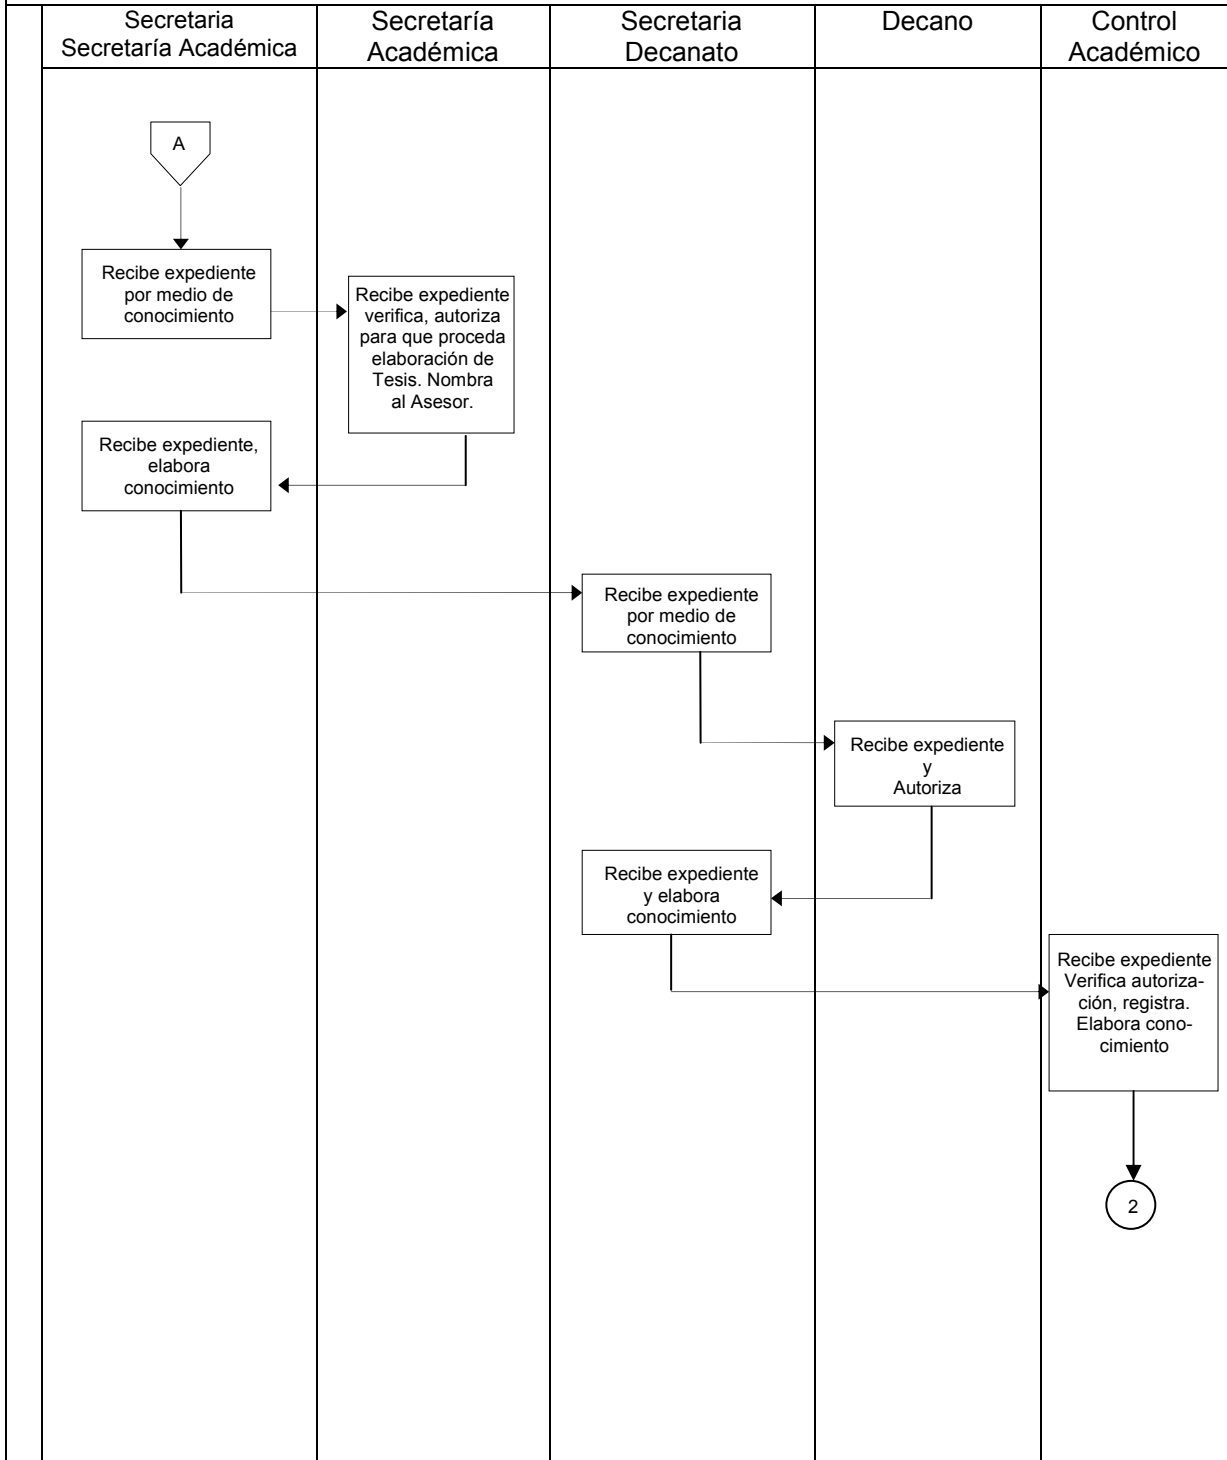 Secretaria
Secretaría Académica
Secretaría
Académica
Secretaria
Decanato
Decano
Control
Académico
A
Recibe expediente
por medio de
conocimiento
Recibe expediente
verifica, autoriza
para que proceda
elaboración de
Tesis. Nombra
al Asesor.
Recibe expediente,
elabora
conocimiento
Recibe expediente
por medio de
conocimiento
Recibe expediente
y
Autoriza
Recibe expediente
y elabora
conocimiento
Recibe expediente
Verifica autoriza-
ción, registra.
Elabora cono-
cimiento
2